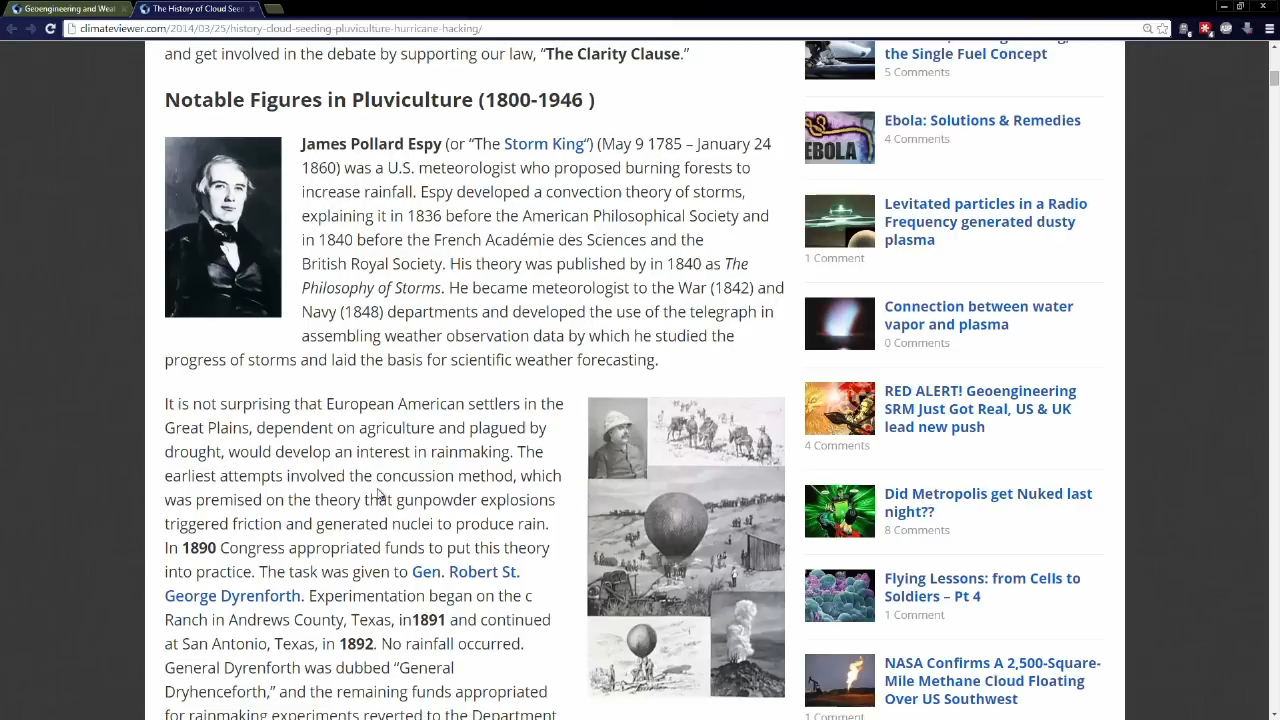 Geoengineering and Weat
The History of Cloud Seed
climateviewer.com/2014/03/25/history-cloud-seeding-pluviculture-hurricane-hacking/
and get involved in the debate by supporting our law, “The Clarity Clause.”
Notable Figures in Pluviculture (1800-1946 )
James Pollard Espy (or “The Storm King“) (May 9 1785 – January 24
1860) was a U.S. meteorologist who proposed burning forests to
increase rainfall. Espy developed a convection theory of storms,
explaining it in 1836 before the American Philosophical Society and
in 1840 before the French Académie des Sciences and the
British Royal Society. His theory was published by in 1840 as The
Philosophy of Storms. He became meteorologist to the War (1842) and
Navy (1848) departments and developed the use of the telegraph in
assembling weather observation data by which he studied the
progress of storms and laid the basis for scientific weather forecasting.
It is not surprising that European American settlers in the
Great Plains, dependent on agriculture and plagued by
drought, would develop an interest in rainmaking. The
earliest attempts involved the concussion method, which
was premised on the theory that gunpowder explosions
triggered friction and generated nuclei to produce rain.
In 1890 Congress appropriated funds to put this theory
into practice. The task was given to Gen. Robert St.
George Dyrenforth. Experimentation began on the c
Ranch in Andrews County, Texas, in1891 and continued
at San Antonio, Texas, in 1892. No rainfall occurred.
General Dyrenforth was dubbed “General
Dryhenceforth,” and the remaining funds appropriated
for rainmaking experiments reverted to the Department
the Single Fuel Concept
5 Comments
EBOLA
Ebola: Solutions & Remedies
4 Comments
Levitated particles in a Radio
Frequency generated dusty
plasma
1 Comment
Connection between water
vapor and plasma
0 Comments
RED ALERT! Geoengineering
SRM Just Got Real, US & UK
lead new push
4 Comments
Did Metropolis get Nuked last
night??
8 Comments
Flying Lessons: from Cells to
Soldiers – Pt 4
1 Comment
NASA Confirms A 2,500-Square-
Mile Methane Cloud Floating
Over US Southwest
1 Comment